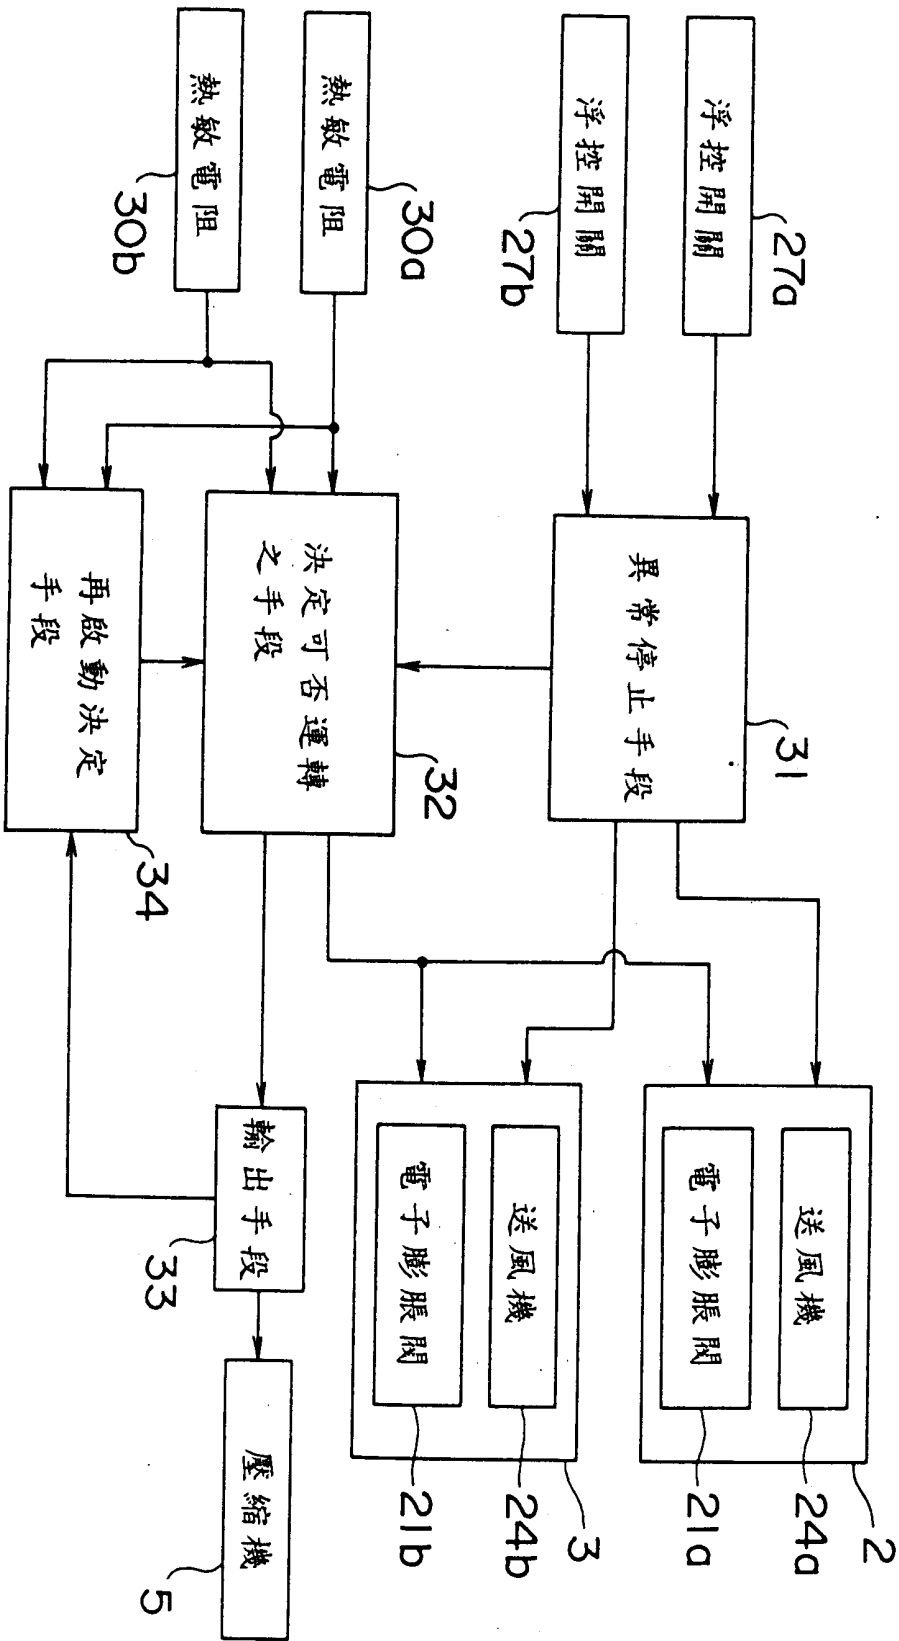 浮控開關
27a
浮控開關
27b
熱敏電阻
30a
熱敏電阻
30b
異常停止手段
31
決定可否運轉
之手段
32
再啟動決定
手段
34
輸出手段
33
壓縮機
5
送風機
24a
電子膨脹閥
21a
2
送風機
24b
電子膨脹閥
21b
3